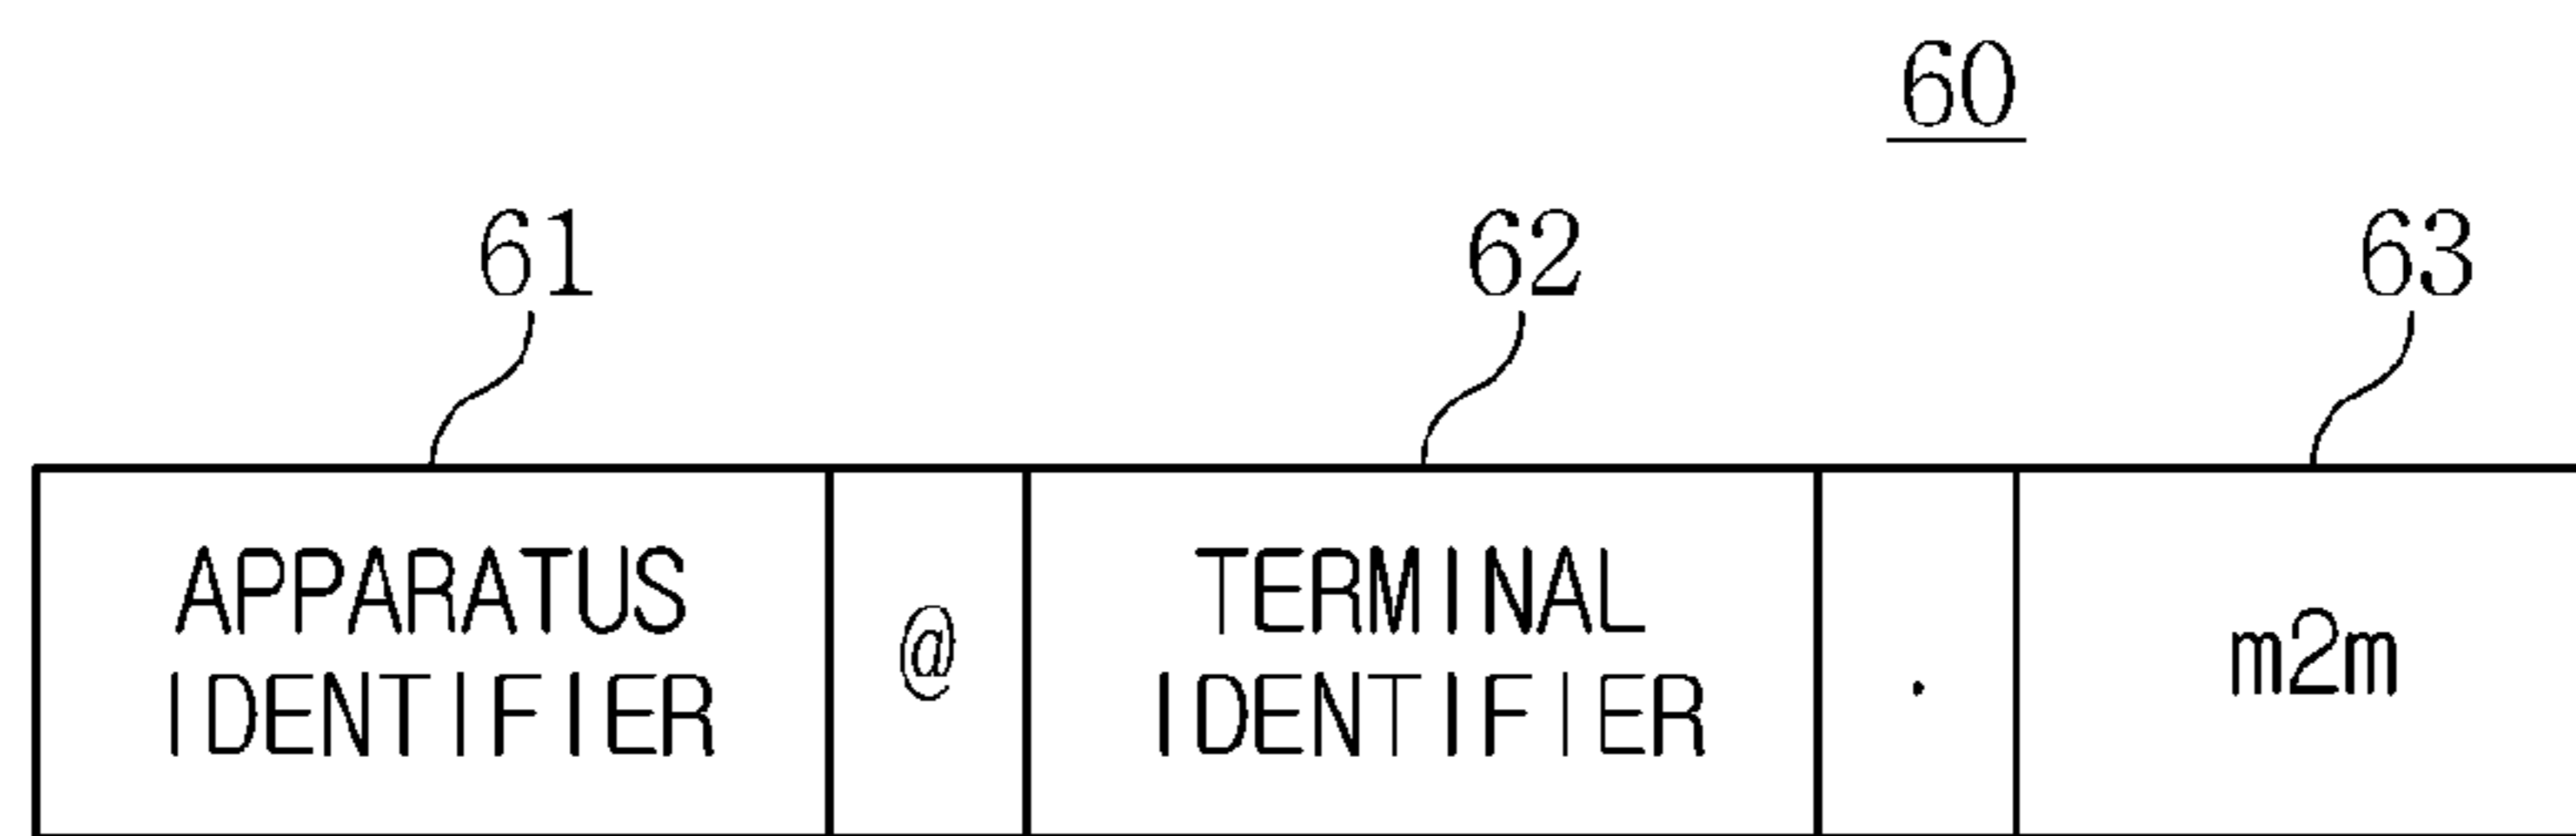 60
61 62 63
APPARATUS IDENTIFIER @ TERMINAL IDENTIFIER . m2m